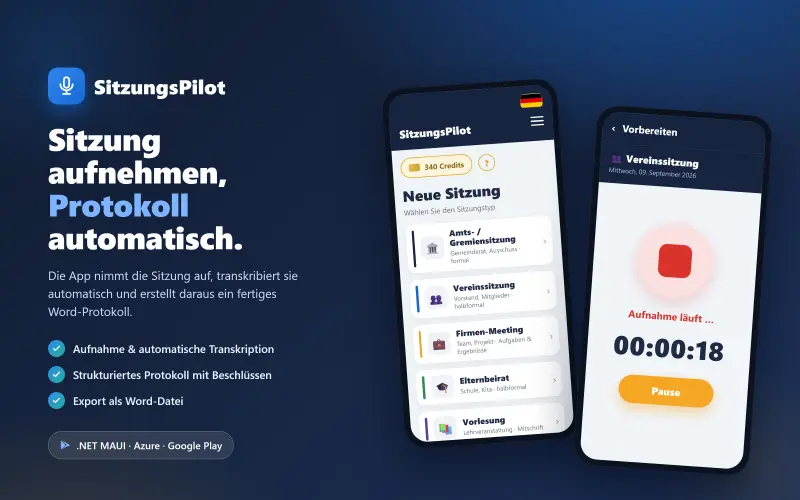 SitzungsPilot
Sitzung
aufnehmen,
Protokoll
automatisch.
Die App nimmt die Sitzung auf, transkribiert sie
automatisch und erstellt daraus ein fertiges
Word-Protokoll.
Aufnahme & automatische Transkription
Strukturiertes Protokoll mit Beschlüssen
Export als Word-Datei
.NET MAUI · Azure · Google Play
SitzungsPilot
340 Credits
?
Neue Sitzung
Wählen Sie den Sitzungstyp
Amts- /
Gremiensitzung
Gemeinderat, Ausschuss ·
formal
Vereinssitzung
Vorstand, Mitglieder ·
halbformal
Firmen-Meeting
Team, Projekt · Aufgaben &
Ergebnisse
Elternbeirat
Schule, Kita · halbformal
Vorlesung
Lehrveranstaltung · Mitschrift
‹ Vorbereiten
Vereinssitzung
Mittwoch, 09. September 2026
Aufnahme läuft ...
00:00:18
Pause